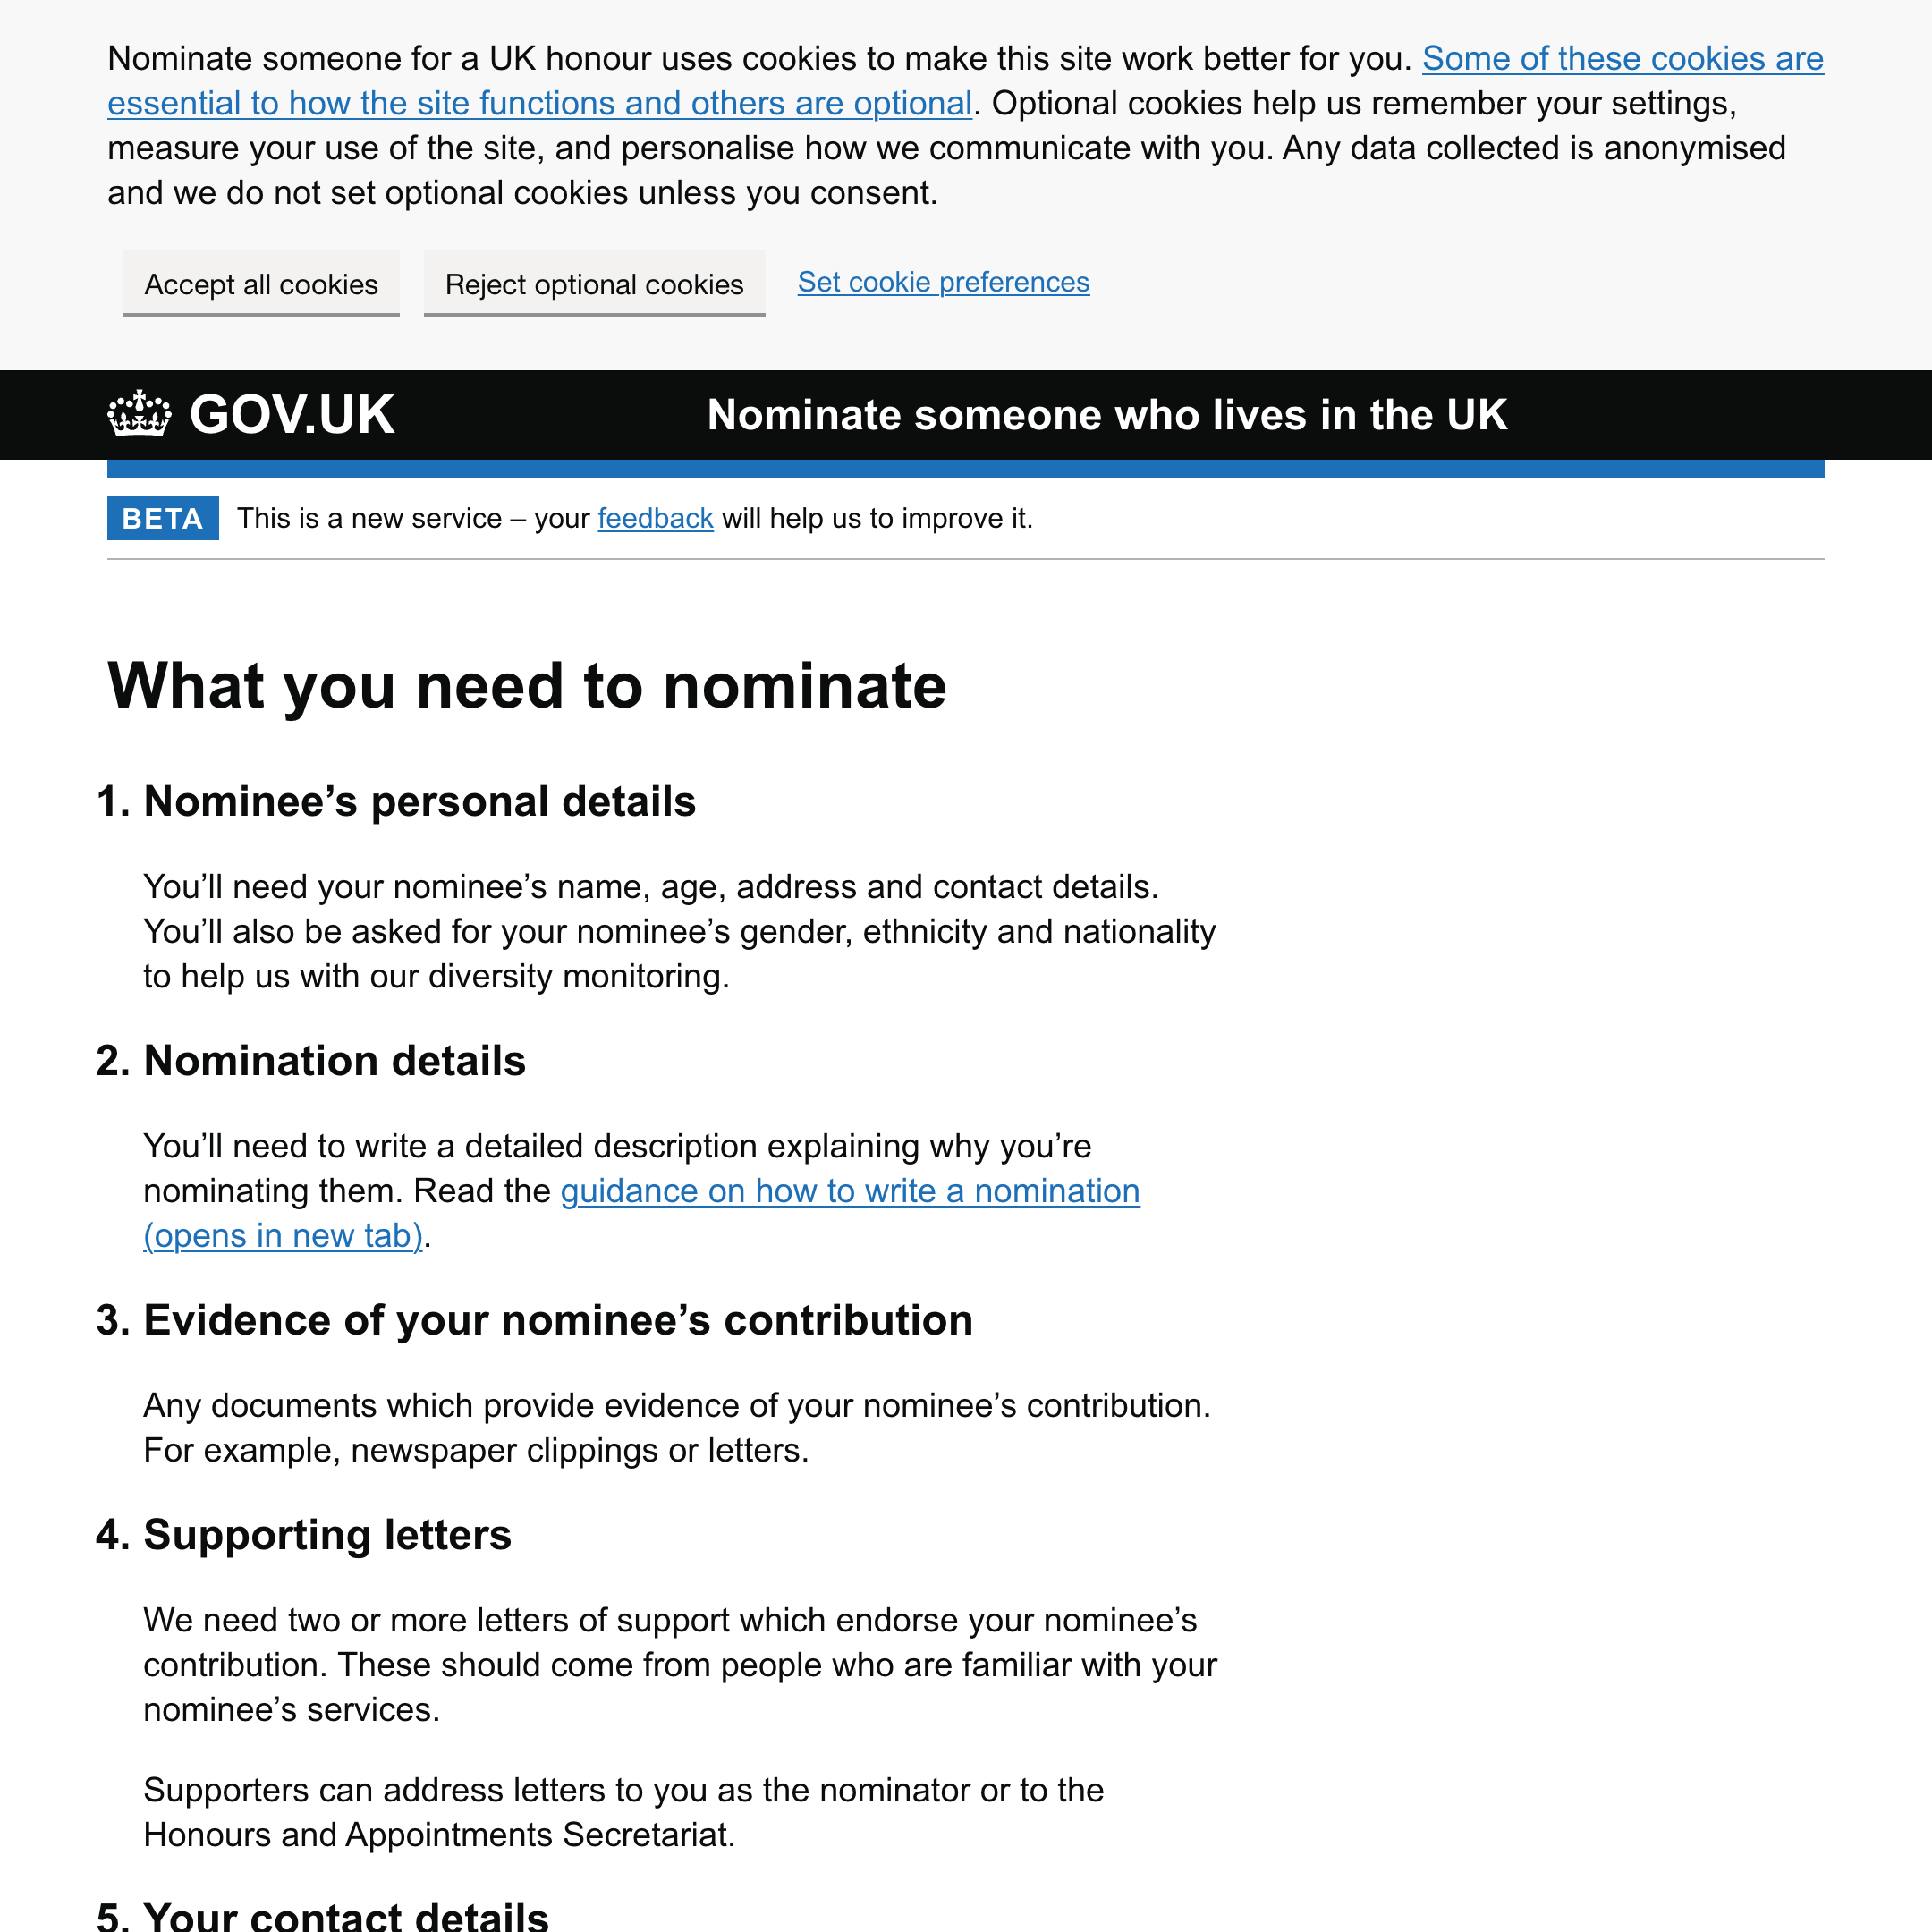 Nominate someone for a UK honour uses cookies to make this site work better for you. Some of these cookies are
essential to how the site functions and others are optional. Optional cookies help us remember your settings,
measure your use of the site, and personalise how we communicate with you. Any data collected is anonymised
and we do not set optional cookies unless you consent.
Accept all cookies Reject optional cookies Set cookie preferences
GOV.UK Nominate someone who lives in the UK
BETA This is a new service – your feedback will help us to improve it.
What you need to nominate
1. Nominee’s personal details
You’ll need your nominee’s name, age, address and contact details.
You’ll also be asked for your nominee’s gender, ethnicity and nationality
to help us with our diversity monitoring.
2. Nomination details
You’ll need to write a detailed description explaining why you’re
nominating them. Read the guidance on how to write a nomination
(opens in new tab).
3. Evidence of your nominee’s contribution
Any documents which provide evidence of your nominee’s contribution.
For example, newspaper clippings or letters.
4. Supporting letters
We need two or more letters of support which endorse your nominee’s
contribution. These should come from people who are familiar with your
nominee’s services.
Supporters can address letters to you as the nominator or to the
Honours and Appointments Secretariat.
5. Your contact details